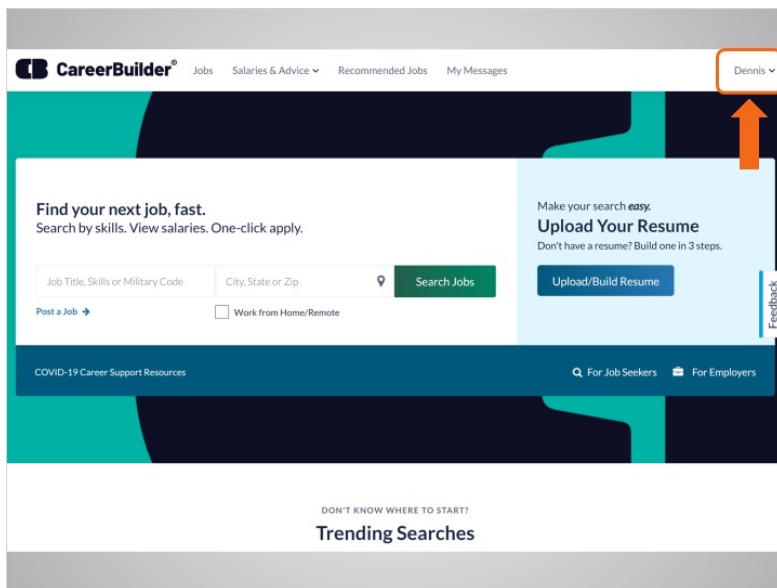 CareerBuilder® Jobs Salaries & Advice Recommended Jobs My Messages Dennis
Find your next job, fast.
Search by skills. View salaries. One-click apply.
Job Title, Skills or Military Code City, State or Zip Search Jobs
Post a Job Work from Home/Remote
Make your search easy.
Upload Your Resume
Don't have a resume? Build one in 3 steps.
Upload/Build Resume
Feedback
COVID-19 Career Support Resources For Job Seekers For Employers
DON'T KNOW WHERE TO START?
Trending Searches